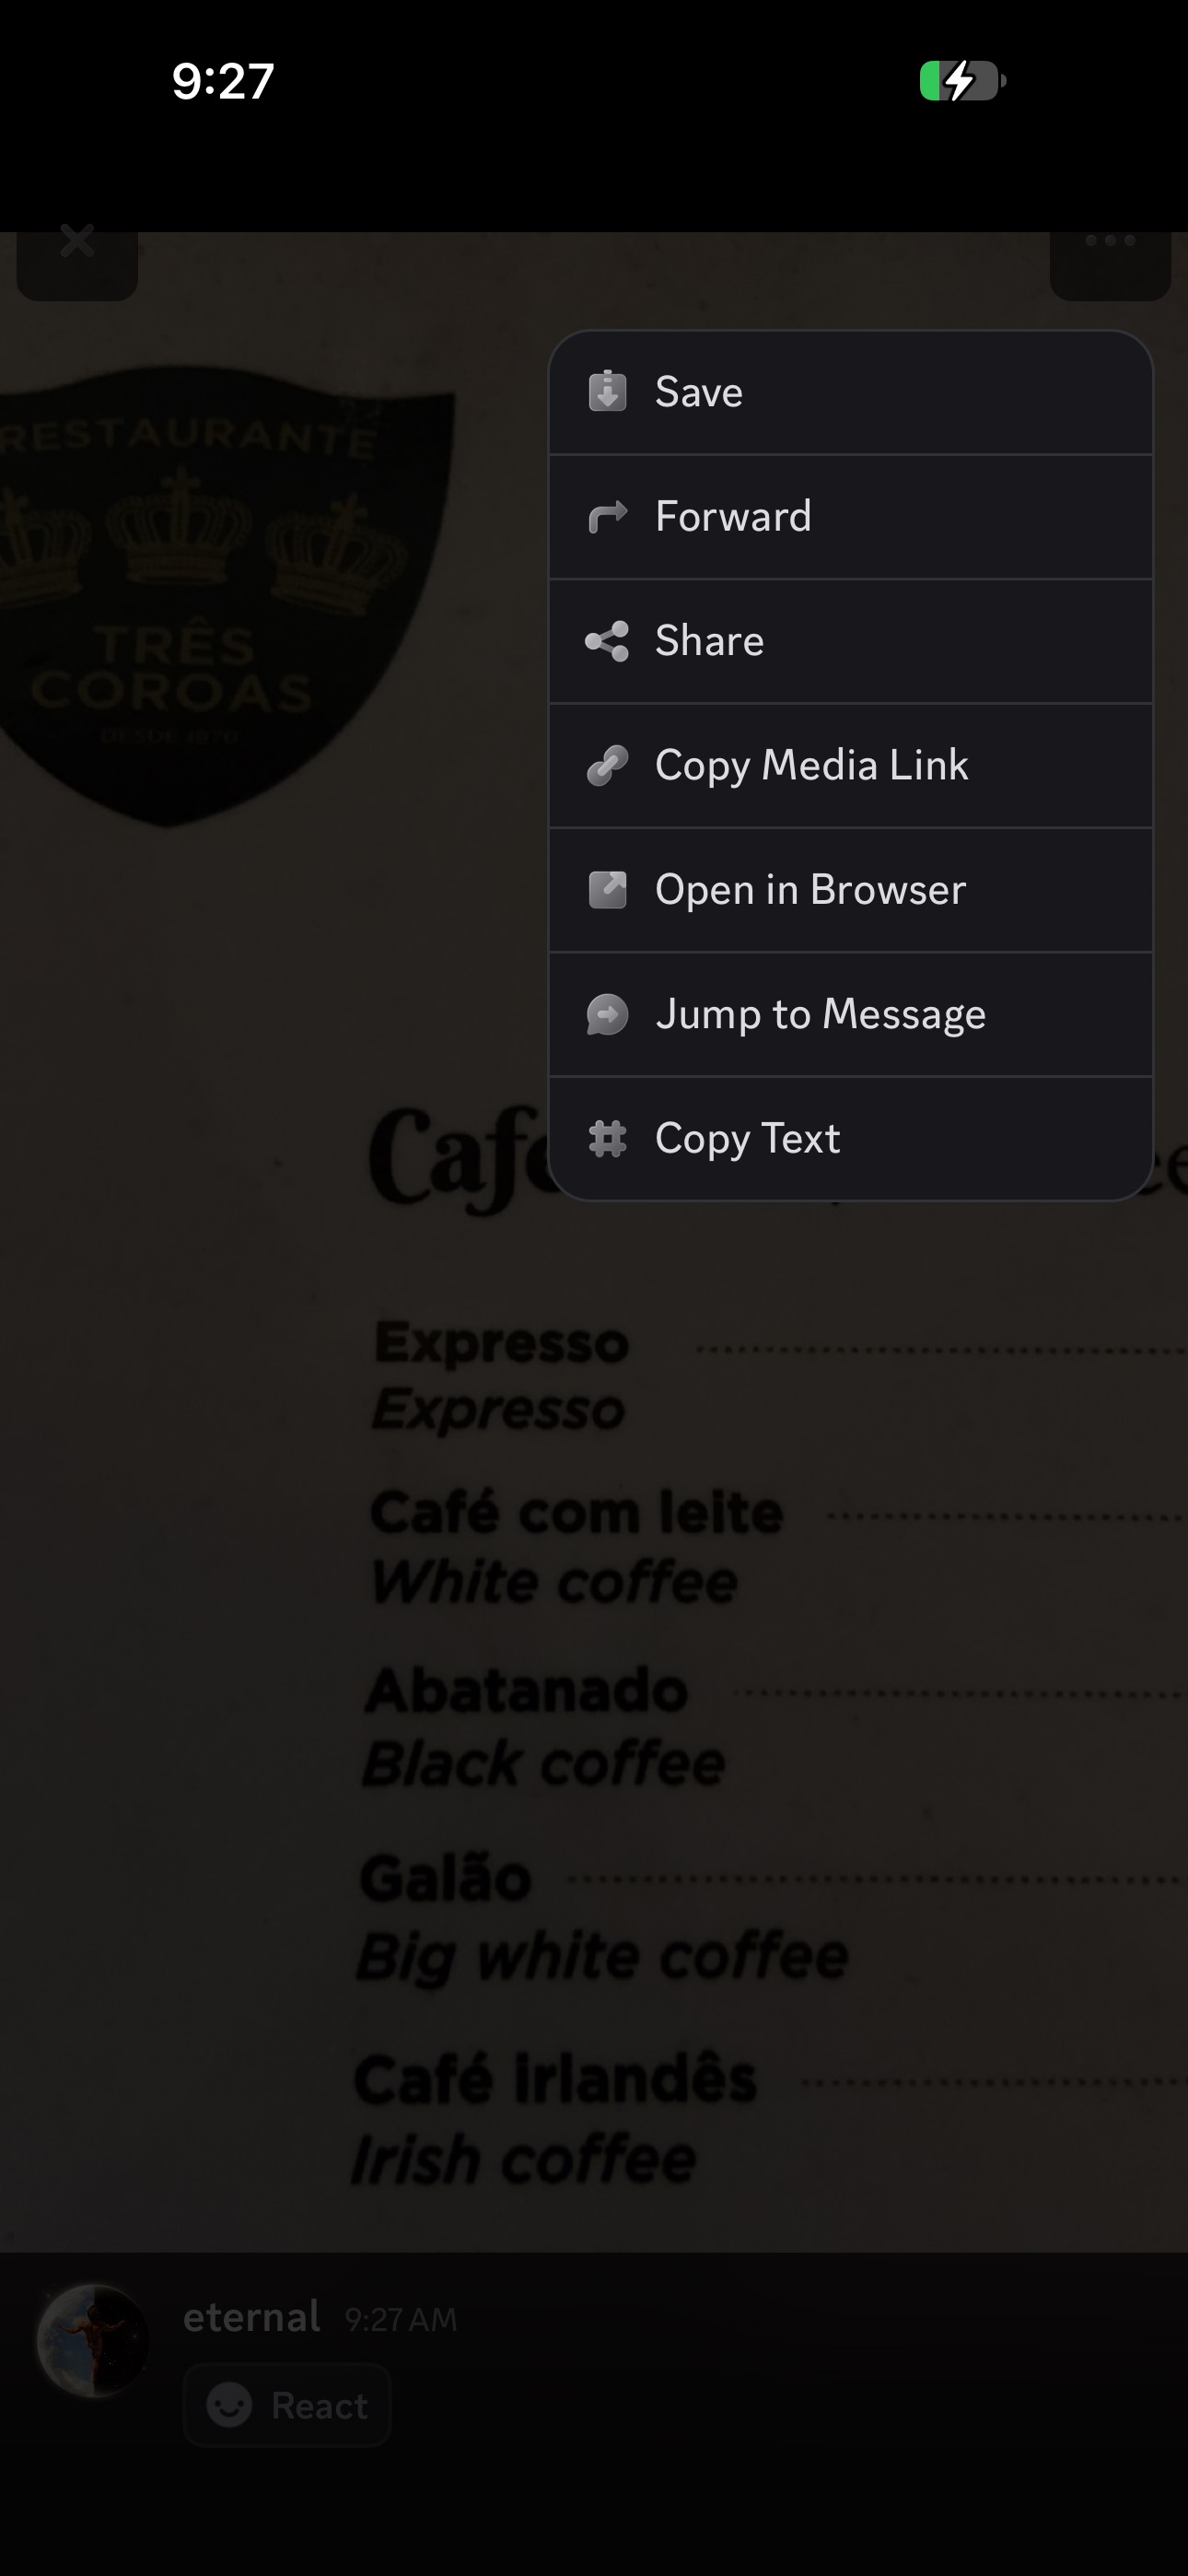 9:27
RESTAURANTE
TRÊS
COROAS
DESDE 1870
Save
Forward
Share
Copy Media Link
Open in Browser
Jump to Message
Copy Text
Expresso
Expresso
Café com leite
White coffee
Abatanado
Black coffee
Galão
Big white coffee
Café irlandês
Irish coffee
eternal 9:27 AM
React